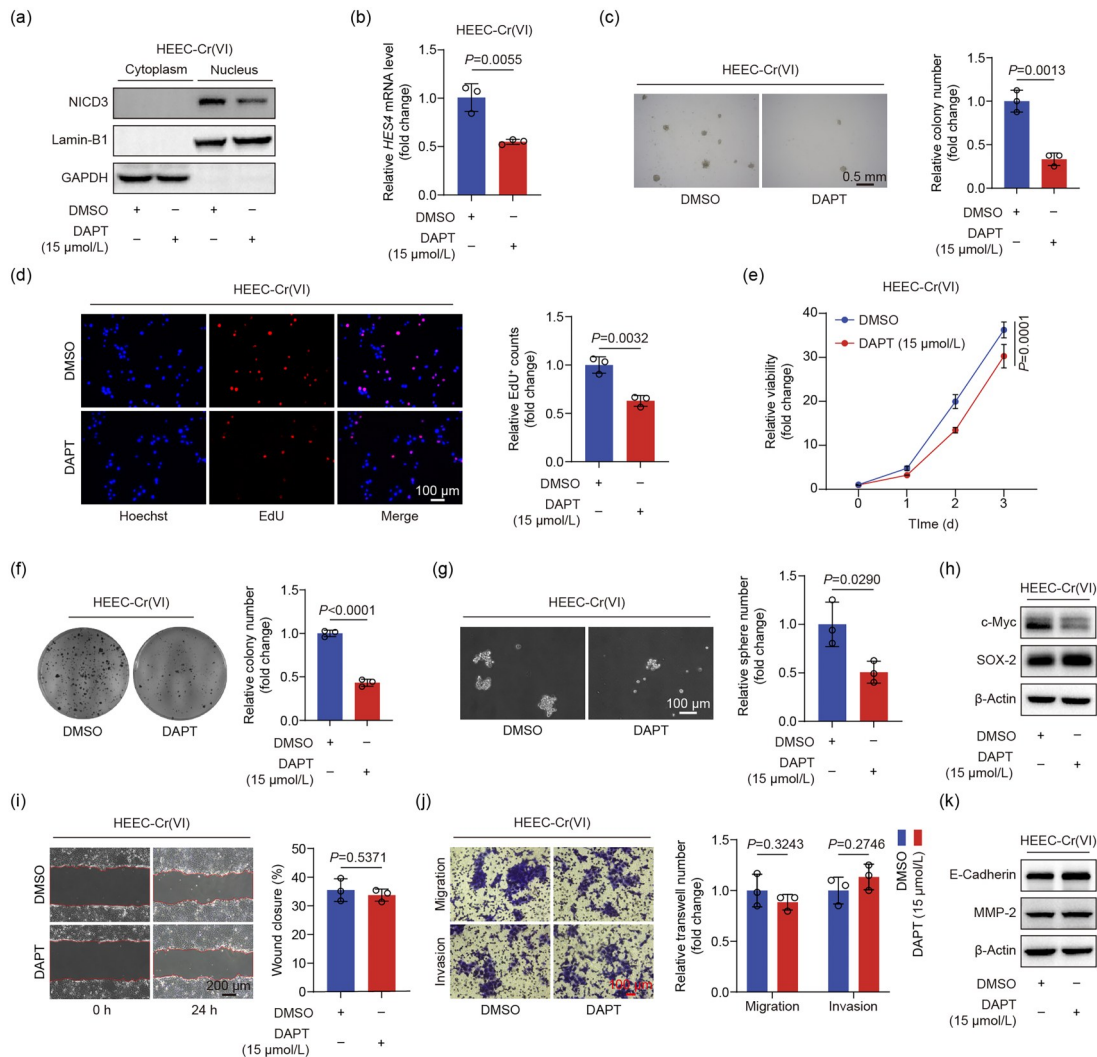 (a)
HEEC-Cr(VI)
Cytoplasm Nucleus
NICD3
Lamin-B1
GAPDH
DMSO + – + –
DAPT
(15 μmol/L) – + – +
(b)
HEEC-Cr(VI)
Relative HES4 mRNA level
(fold change)
1.5
1.0
0.5
0.0
P=0.0055
DMSO + –
DAPT
(15 μmol/L) – +
(c)
HEEC-Cr(VI)
0.5 mm
DMSO DAPT
Relative colony number
(fold change)
1.5
1.0
0.5
0.0
P=0.0013
DMSO + –
DAPT
(15 μmol/L) – +
(d)
HEEC-Cr(VI)
DMSO
DAPT
100 μm
Hoechst EdU Merge
Relative EdU⁺ counts
(fold change)
1.5
1.0
0.5
0.0
P=0.0032
DMSO + –
DAPT
(15 μmol/L) – +
(e)
HEEC-Cr(VI)
DMSO
DAPT (15 μmol/L)
P=0.0001
Relative viability
(fold change)
40
30
20
10
0
0 1 2 3
TIme (d)
(f)
HEEC-Cr(VI)
DMSO DAPT
Relative colony number
(fold change)
1.5
1.0
0.5
0.0
P<0.0001
DMSO + –
DAPT
(15 μmol/L) – +
(g)
HEEC-Cr(VI)
100 μm
DMSO DAPT
Relative sphere number
(fold change)
1.5
1.0
0.5
0.0
P=0.0290
DMSO + –
DAPT
(15 μmol/L) – +
(h)
HEEC-Cr(VI)
c-Myc
SOX-2
β-Actin
DMSO + –
DAPT
(15 μmol/L) – +
(i)
HEEC-Cr(VI)
DMSO
DAPT
200 μm
0 h 24 h
Wound closure (%)
50
40
30
20
10
0
P=0.5371
DMSO + –
DAPT
(15 μmol/L) – +
(j)
HEEC-Cr(VI)
Migration
Invasion
100 μm
DMSO DAPT
Relative transwell number
(fold change)
1.5
1.0
0.5
0.0
P=0.3243
P=0.2746
Migration Invasion
DMSO
DAPT (15 μmol/L)
(k)
HEEC-Cr(VI)
E-Cadherin
MMP-2
β-Actin
DMSO + –
DAPT
(15 μmol/L) – +